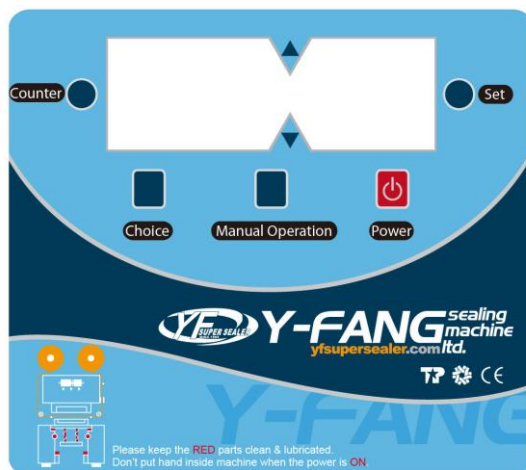 Counter
Set
Choice
Manual Operation
Power
YF
SUPER SEALER
Y-FANG sealing machine ltd.
yfsupersealer.com
CE
Y-FANG
Please keep the RED parts clean & lubricated.
Don't put hand inside machine when the power is ON